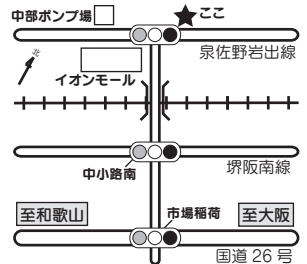 中部ポンプ場
ここ
泉佐野岩出線
北
イオンモール
中小路南
堺阪南線
至和歌山
市場稲荷
至大阪
国道26号